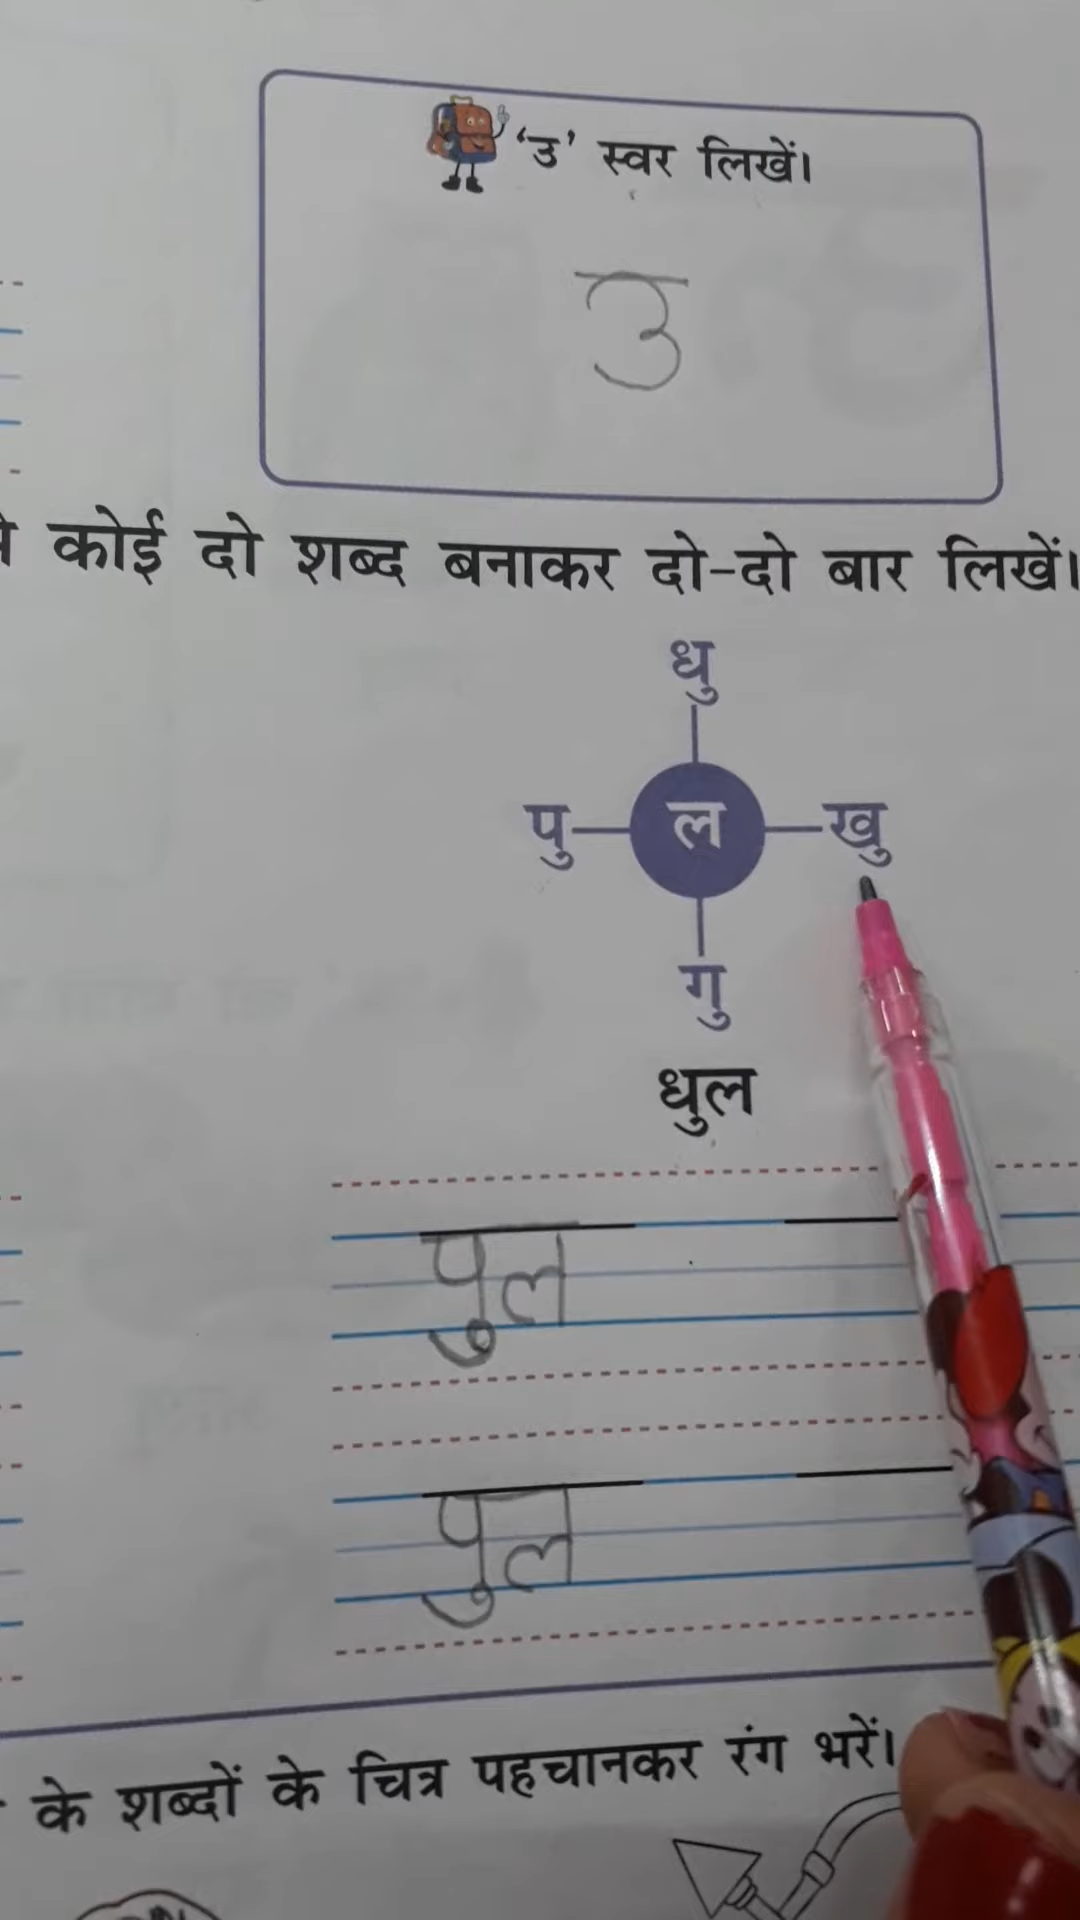 'उ' स्वर लिखें।
उ
कोई दो शब्द बनाकर दो-दो बार लिखें।
धु
पु ल खु
गु
धुल
पुल
पुल
के शब्दों के चित्र पहचानकर रंग भरें।